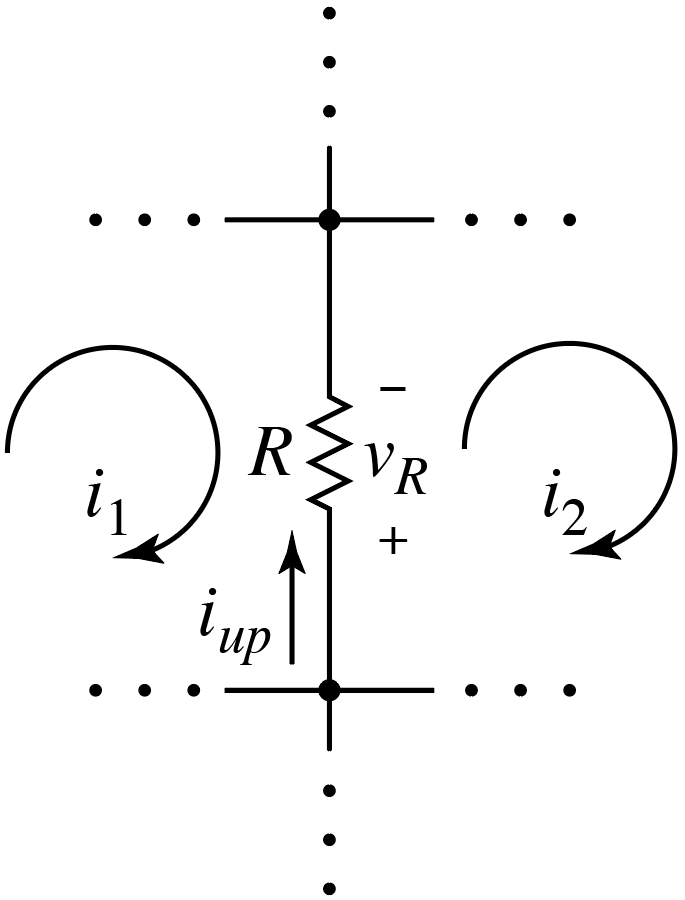 −
R v_R
i_1 i_2
+
i_up